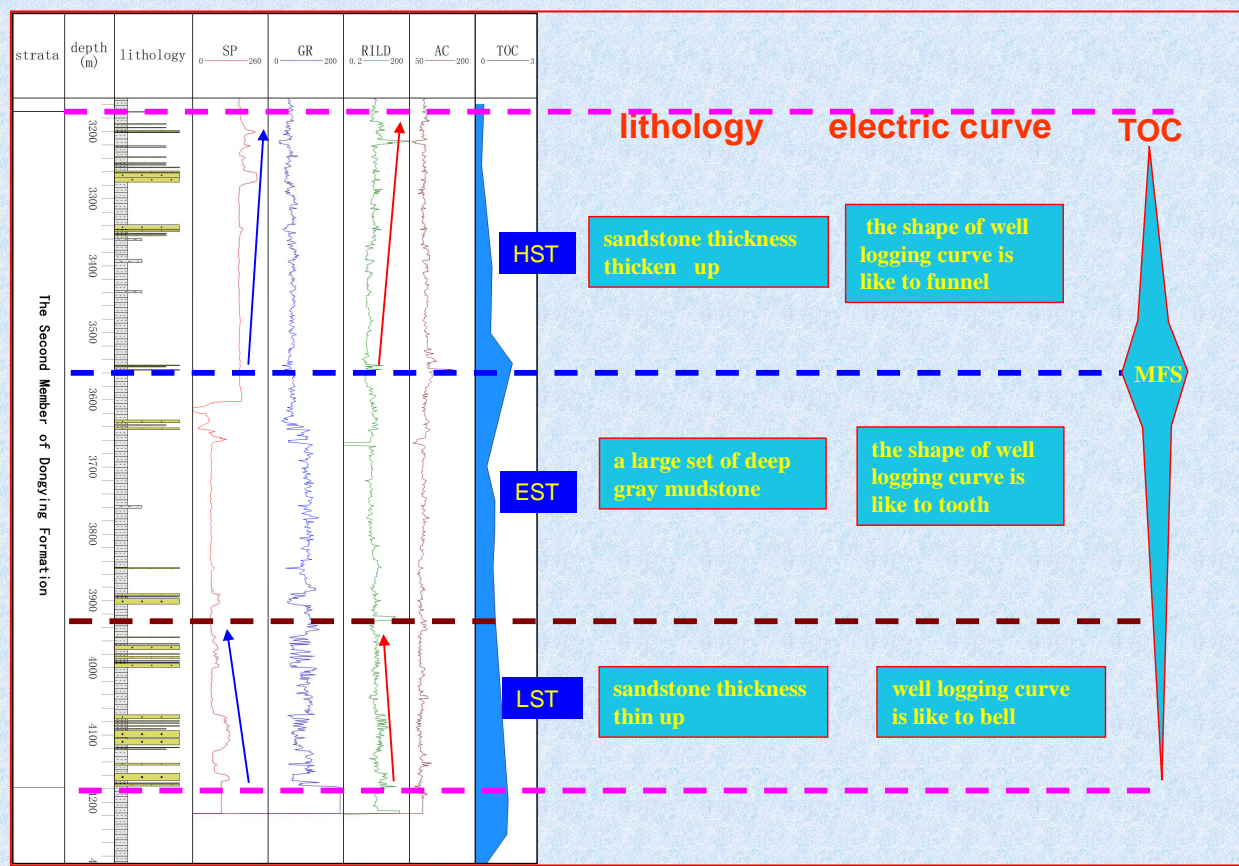 strata
depth
(m)
lithology
SP
0 260
GR
0 200
RILD
0.2 200
AC
50 200
TOC
0 3
The Second Member of Dongying Formation
3200
3300
3400
3500
3600
3700
3800
3900
4000
4100
4200
lithology electric curve TOC
HST
sandstone thickness
thicken up
the shape of well
logging curve is
like to funnel
MFS
EST
a large set of deep
gray mudstone
the shape of well
logging curve is
like to tooth
LST
sandstone thickness
thin up
well logging curve
is like to bell